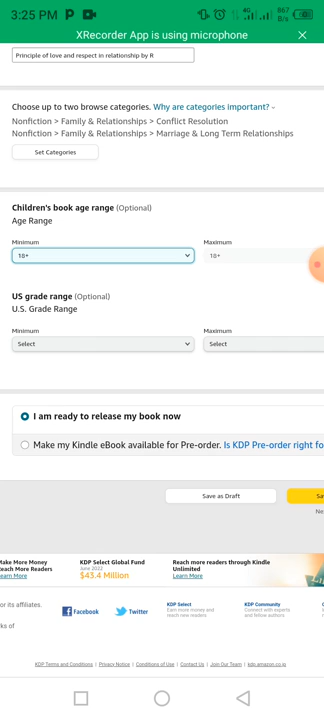 3:25 PM P 4G 867 B/s
XRecorder App is using microphone
Principle of love and respect in relationship by R
Choose up to two browse categories. Why are categories important?
Nonfiction > Family & Relationships > Conflict Resolution
Nonfiction > Family & Relationships > Marriage & Long Term Relationships
Set Categories
Children's book age range (Optional)
Age Range
Minimum Maximum
18+ 18+
US grade range (Optional)
U.S. Grade Range
Minimum Maximum
Select Select
I am ready to release my book now
Make my Kindle eBook available for Pre-order. Is KDP Pre-order right fo
Save as Draft Sa
Ne
Make More Money
Reach More Readers
Learn More
KDP Select Global Fund
June 2022
$43.4 Million
Reach more readers through Kindle
Unlimited
Learn More
or its affiliates.
ks of
Facebook Twitter
KDP Select
Earn more money and
reach new readers
KDP Community
Connect with experts
and fellow authors
KDP Terms and Conditions | Privacy Notice | Conditions of Use | Contact Us | Join Our Team | kdp.amazon.co.jp